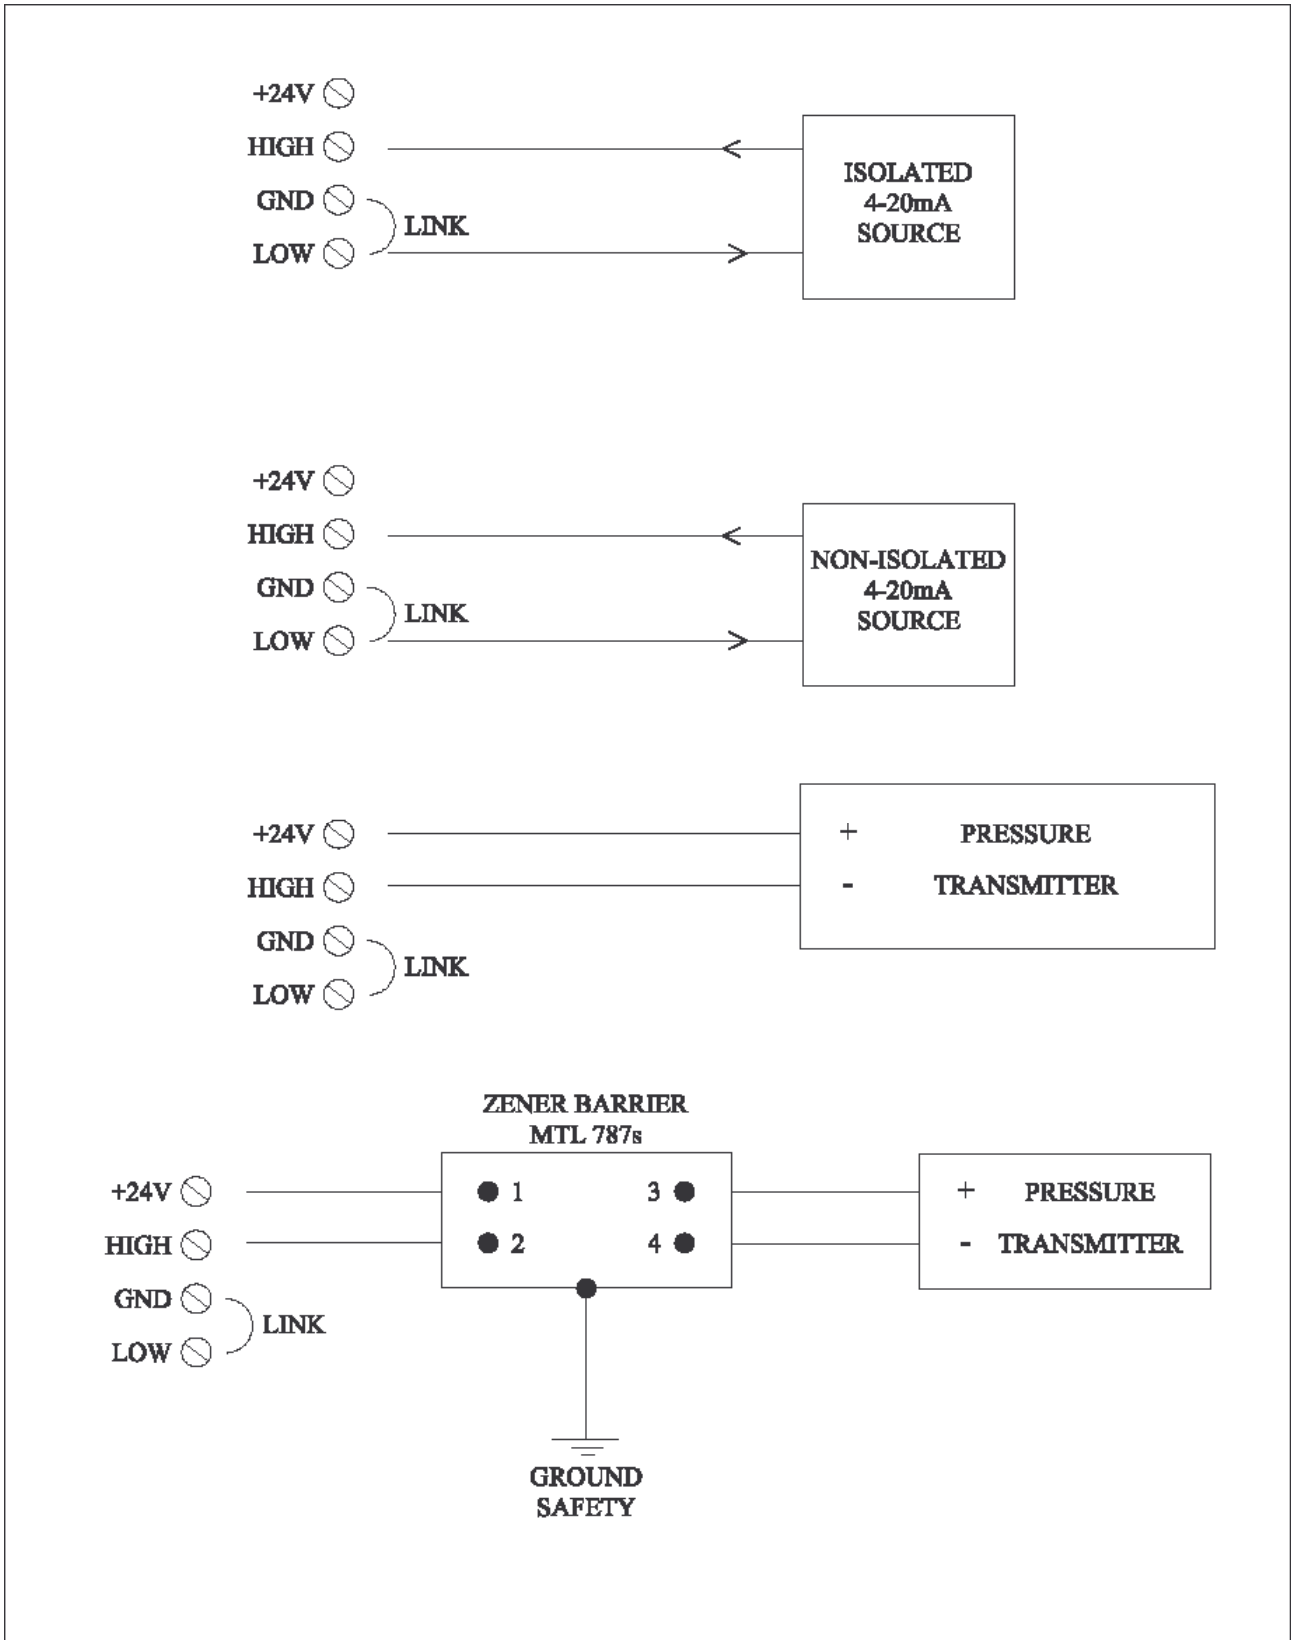 +24V
HIGH
GND
LINK
LOW
ISOLATED
4-20mA
SOURCE
+24V
HIGH
GND
LINK
LOW
NON-ISOLATED
4-20mA
SOURCE
+24V
HIGH
GND
LINK
LOW
+ PRESSURE
- TRANSMITTER
ZENER BARRIER
MTL 787s
+24V
HIGH
GND
LINK
LOW
1 3
2 4
+ PRESSURE
- TRANSMITTER
GROUND
SAFETY